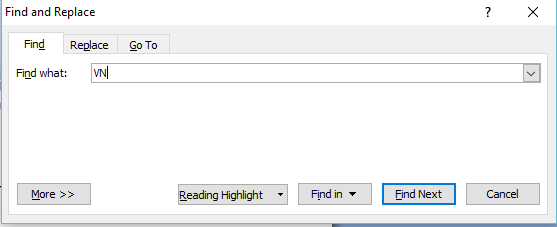 Find and Replace ? ×
Find Replace Go To
Find what: VN
More >> Reading Highlight Find in Find Next Cancel